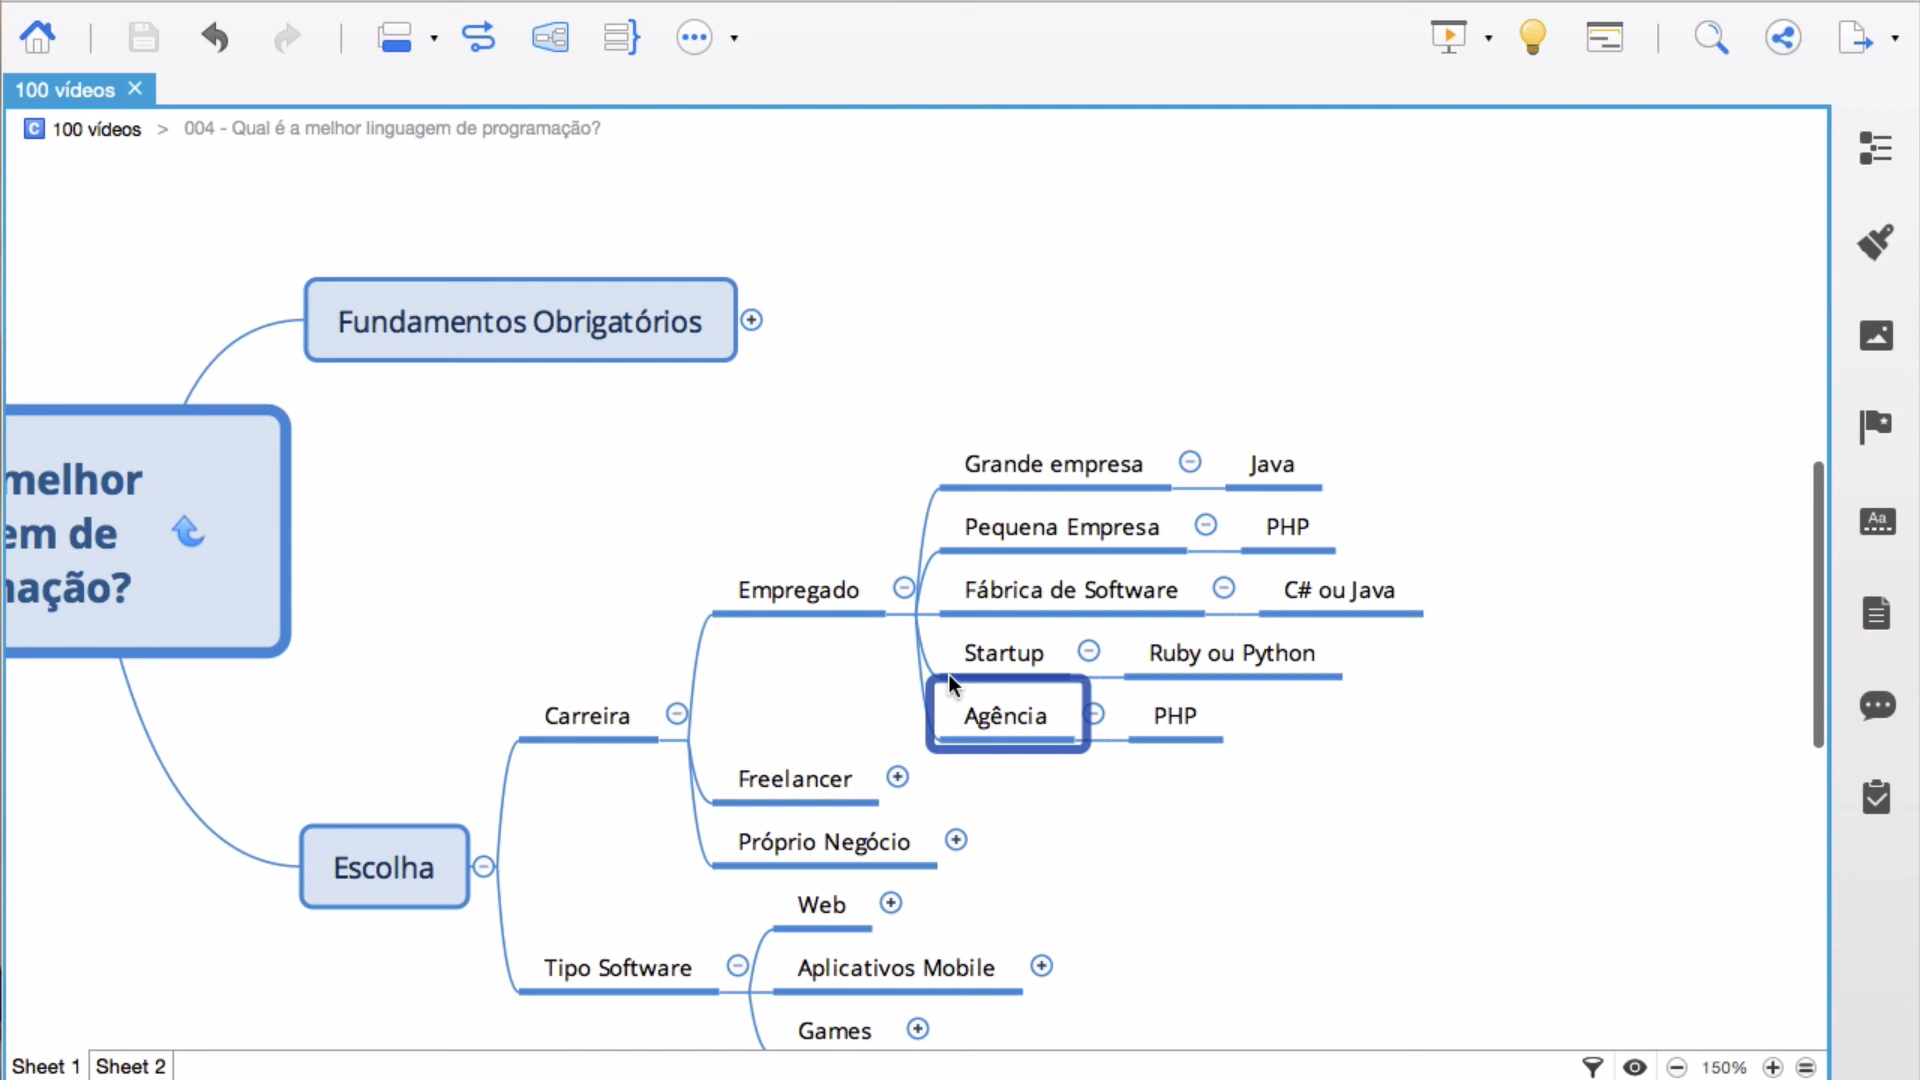 100 vídeos
100 vídeos > 004 - Qual é a melhor linguagem de programação?
Fundamentos Obrigatórios
melhor
em de
nação?
Grande empresa
Java
Pequena Empresa
PHP
Empregado
Fábrica de Software
C# ou Java
Startup
Ruby ou Python
Carreira
Agência
PHP
Freelancer
Próprio Negócio
Escolha
Web
Tipo Software
Aplicativos Mobile
Games
Aa
Sheet 1
Sheet 2
150%